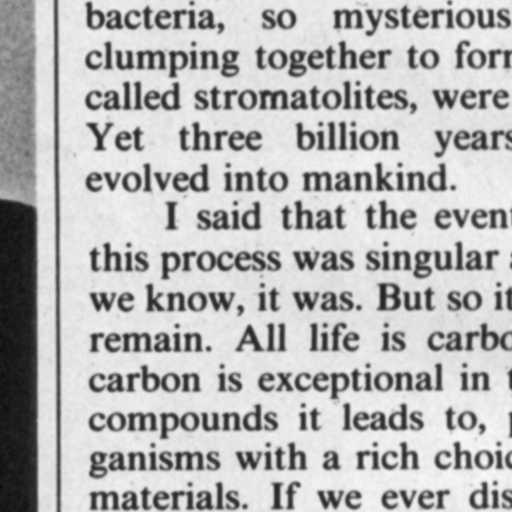 bacteria, so mysterious
clumping together to for
called stromatolites, were
Yet three billion years
evolved into mankind.
I said that the event
this process was singular
we know, it was. But so it
remain. All life is carbo
carbon is exceptional in
compounds it leads to,
ganisms with a rich choic
materials. If we ever dis